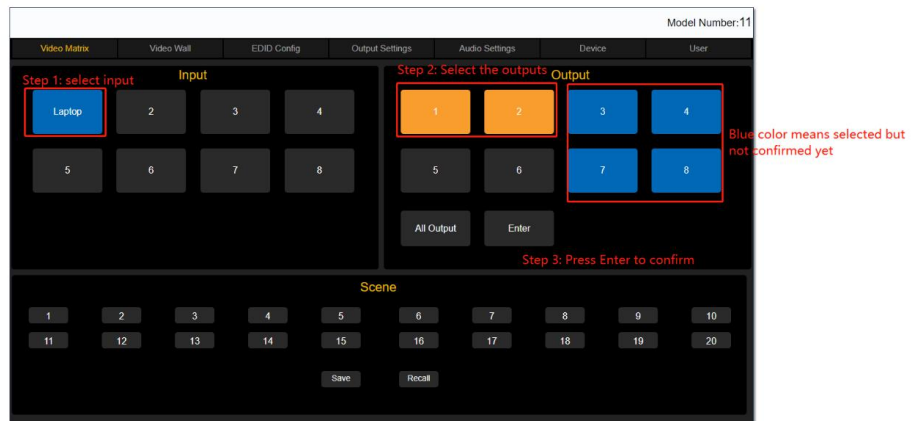 Model Number:11
Video Matrix Video Wall EDID Config Output Settings Audio Settings Device User
Step 1: select input
Input
Step 2: Select the outputs
Output
Laptop 2 3 4
1 2 3 4
Blue color means selected but
not confirmed yet
5 6 7 8
5 6 7 8
All Output Enter
Step 3: Press Enter to confirm
Scene
1 2 3 4 5 6 7 8 9 10
11 12 13 14 15 16 17 18 19 20
Save Recall